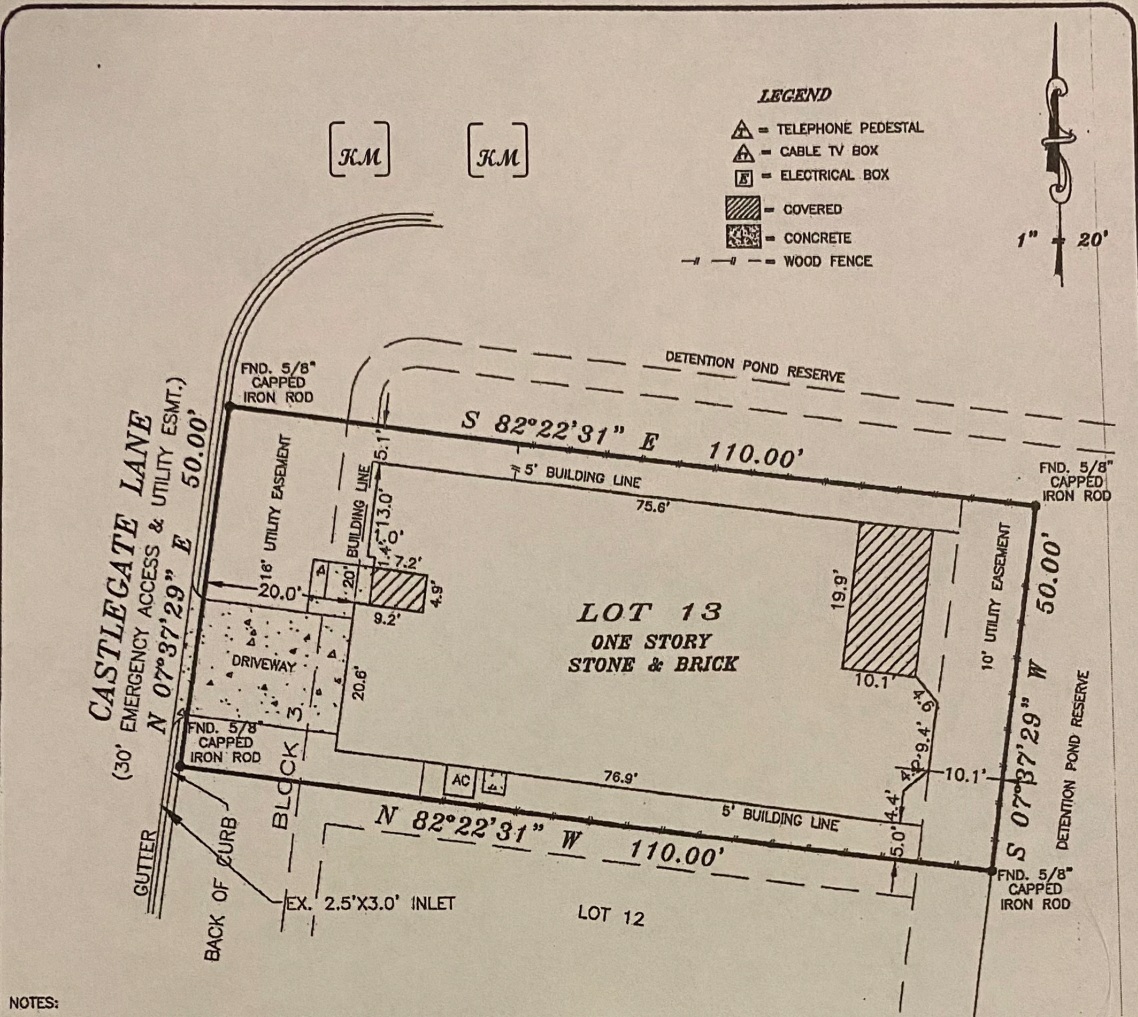 LEGEND
T = TELEPHONE PEDESTAL
= CABLE TV BOX
E = ELECTRICAL BOX
= COVERED
= CONCRETE
= WOOD FENCE
KM
KM
1" 20'
DETENTION POND RESERVE
FND. 5/8"
CAPPED
IRON ROD
S 82°22'31" E 110.00'
FND. 5/8"
CAPPED
IRON ROD
CASTLEGATE LANE
(30' EMERGENCY ACCESS & UTILITY ESMT.)
N 07°37'29" E 50.00'
16' UTILITY EASEMENT
20' BUILDING LINE
5.1'
5' BUILDING LINE
75.6'
13.0'
1.4'
7.2'
4.9'
9.2'
20.0'
19.9'
10' UTILITY EASEMENT
50.00'
S 07°37'29" W
DETENTION POND RESERVE
LOT 13
ONE STORY
STONE & BRICK
DRIVEWAY
20.6'
10.1'
9.4'
10.1'
FND. 5/8"
CAPPED
IRON ROD
BLOCK 3
AC
76.9'
5' BUILDING LINE
4.4'
5.0'
N 82°22'31" W 110.00'
FND. 5/8"
CAPPED
IRON ROD
GUTTER
BACK OF CURB
EX. 2.5'X3.0' INLET
LOT 12
NOTES: